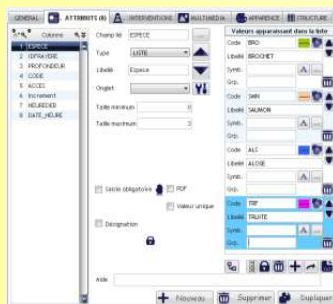 GENERAL ATTRIBUTS (8) INTERVENTIONS MULTIMEDIA APPARENCE STRUCTURE
Colonne
1 ESPECE
2 IDFRAYERE
3 PROFONDEUR
4 CODE
5 ACCES
6 Increment
7 HEUREDEB
8 DATE_HEURE
Champ lié ESPECE ...
Type LISTE
Libellé Espece
Onglet
Taille minimum 0
Taille maximum 3
Saisie obligatoire PDF
Valeur unique
Désignation
Valeurs apparaissant dans la liste
Code BRO
Libellé BROCHET
Symb. A ...
Grp.
Code SMN
Libellé SAUMON
Symb. A ...
Grp.
Code ALS
Libellé ALOSE
Symb. A ...
Grp.
Code TRF
Libellé TRUITE
Symb. A ...
Grp.
Aide
Nouveau Supprimer Dupliquer